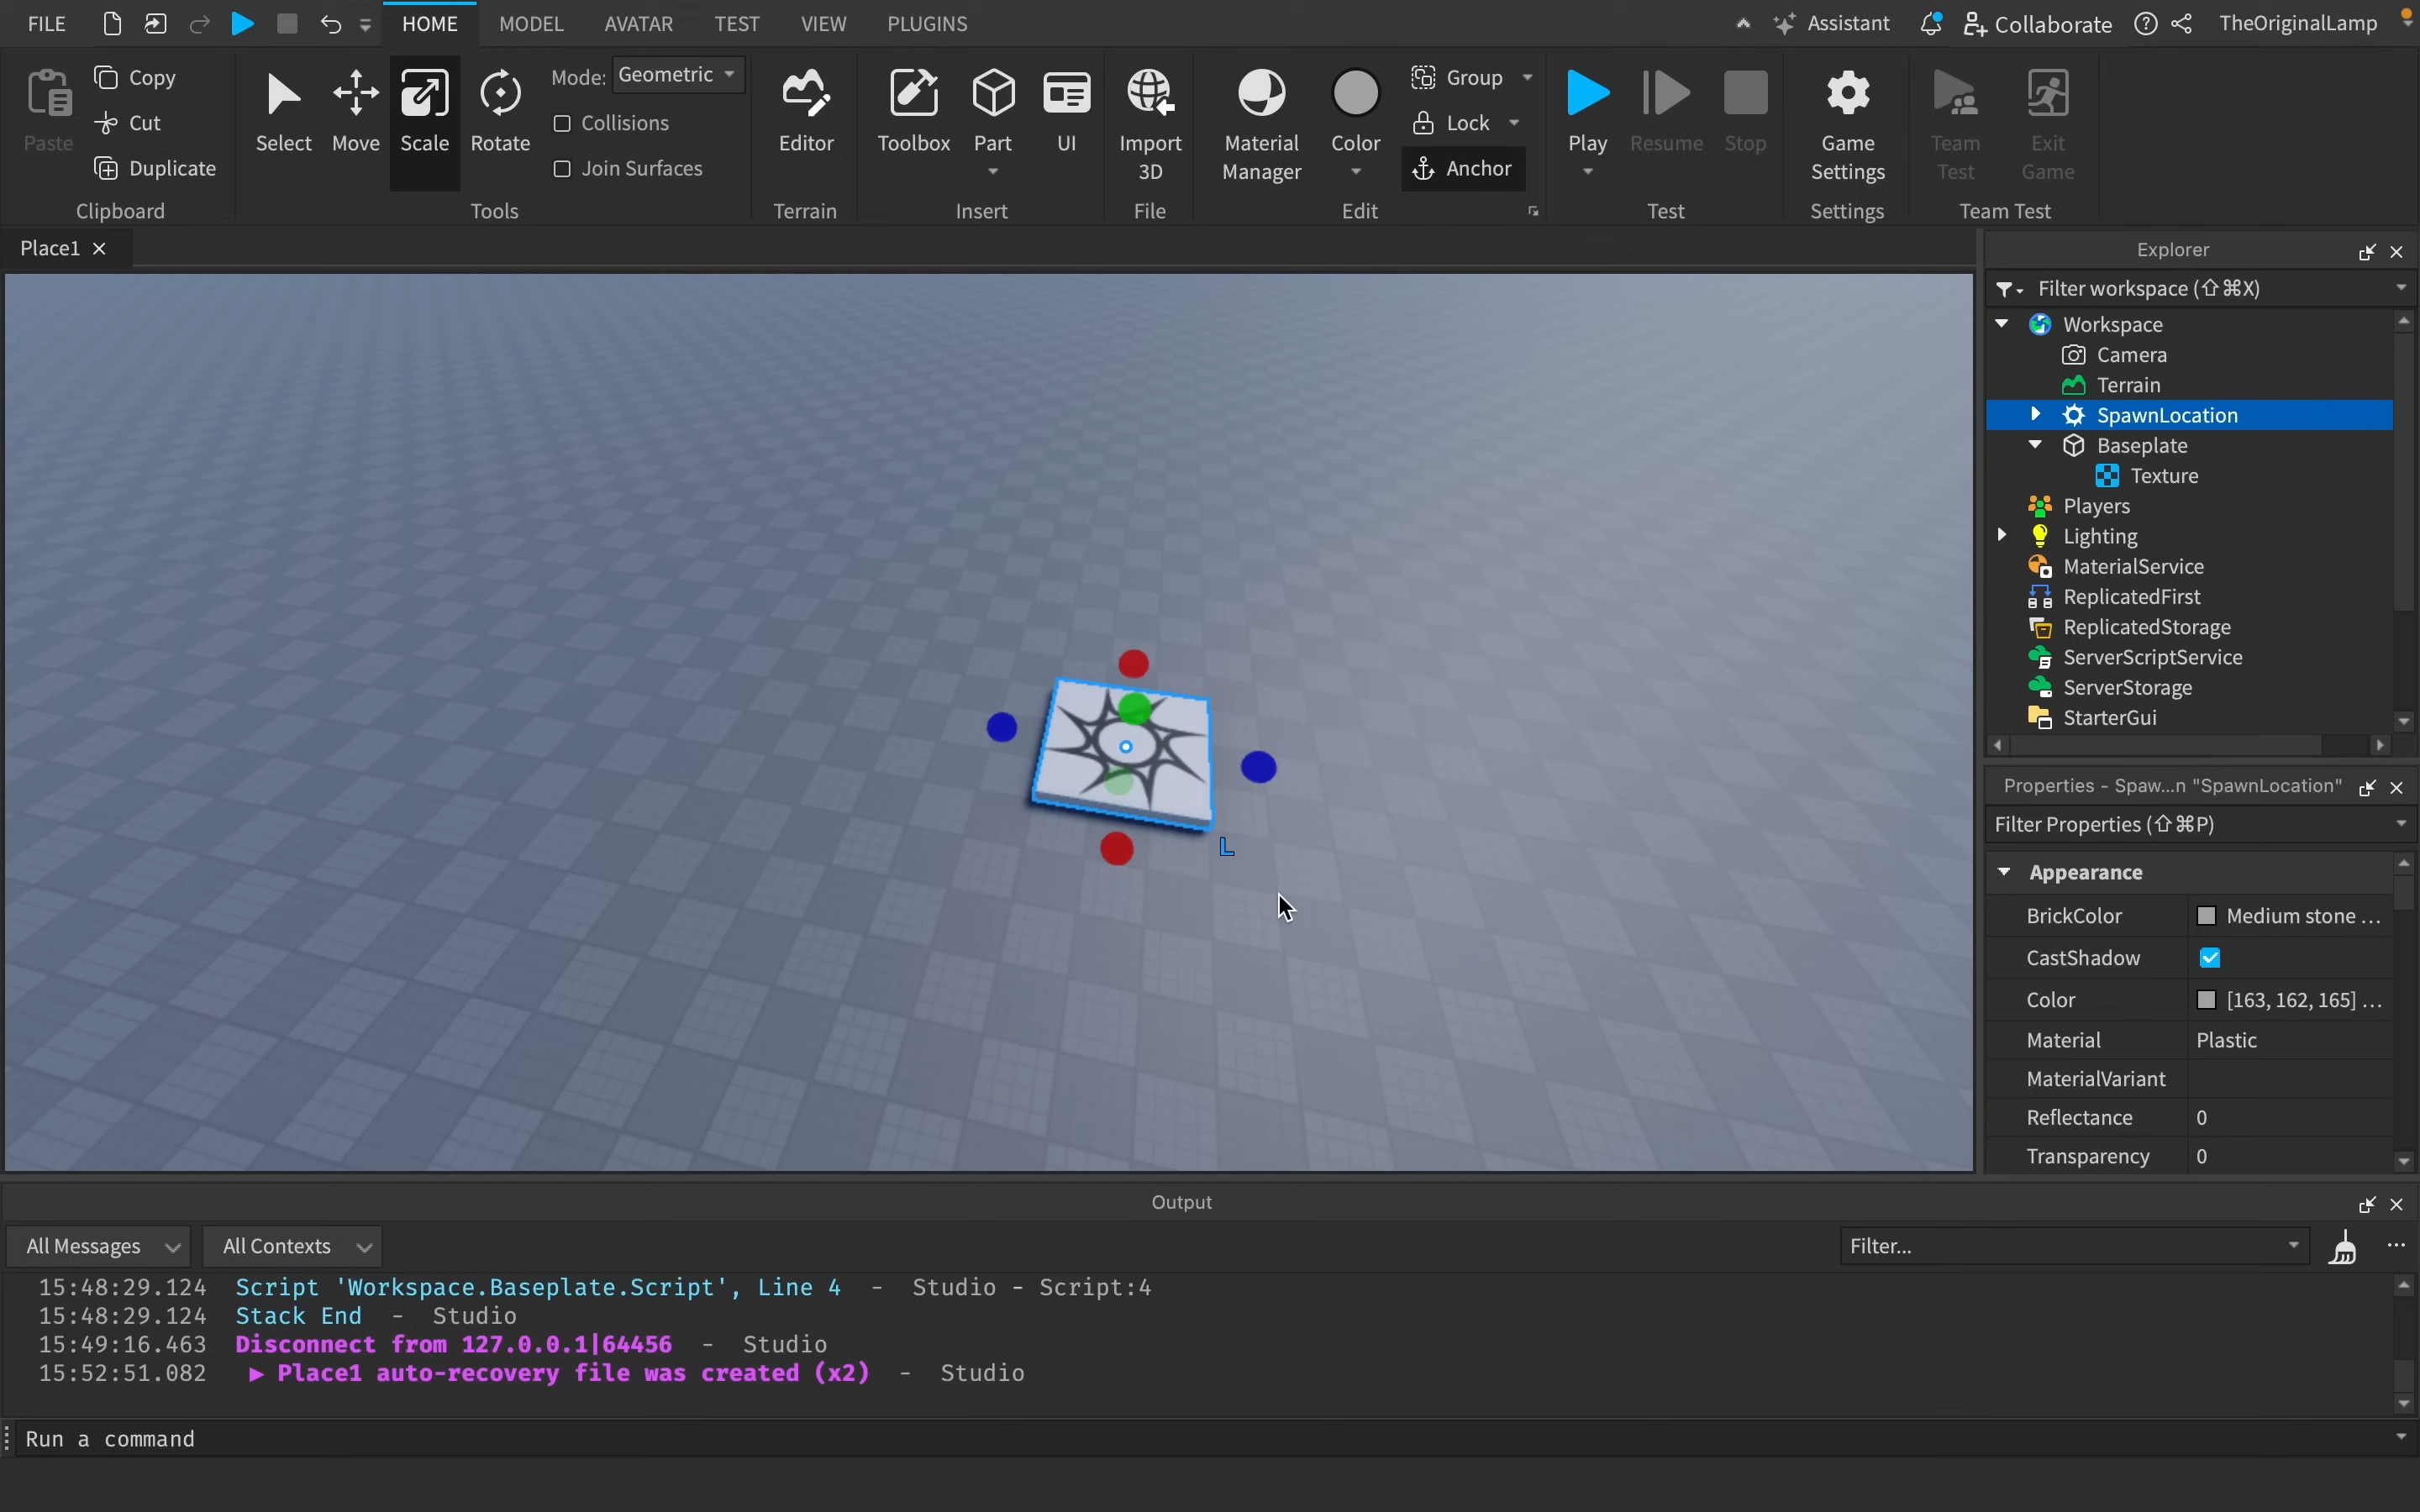 FILE HOME MODEL AVATAR TEST VIEW PLUGINS Assistant Collaborate TheOriginalLamp
Paste
Copy
Cut
Duplicate
Clipboard
Select Move Scale Rotate
Mode: Geometric
Collisions
Join Surfaces
Tools
Editor
Terrain
Toolbox Part UI
Insert
Import
3D
File
Material
Manager
Color
Group
Lock
Anchor
Edit
Play Resume Stop
Test
Game
Settings
Settings
Team
Test
Exit
Game
Team Test
Place1
Explorer
Filter workspace (⇧⌘X)
Workspace
Camera
Terrain
SpawnLocation
Baseplate
Texture
Players
Lighting
MaterialService
ReplicatedFirst
ReplicatedStorage
ServerScriptService
ServerStorage
StarterGui
L
Properties - Spaw...n "SpawnLocation"
Filter Properties (⇧⌘P)
Appearance
BrickColor Medium stone ...
CastShadow
Color [163, 162, 165] ...
Material Plastic
MaterialVariant
Reflectance 0
Transparency 0
Output
All Messages All Contexts Filter...
15:48:29.124 Script 'Workspace.Baseplate.Script', Line 4 - Studio - Script:4
15:48:29.124 Stack End - Studio
15:49:16.463 Disconnect from 127.0.0.1|64456 - Studio
15:52:51.082 ▶ Place1 auto-recovery file was created (x2) - Studio
Run a command